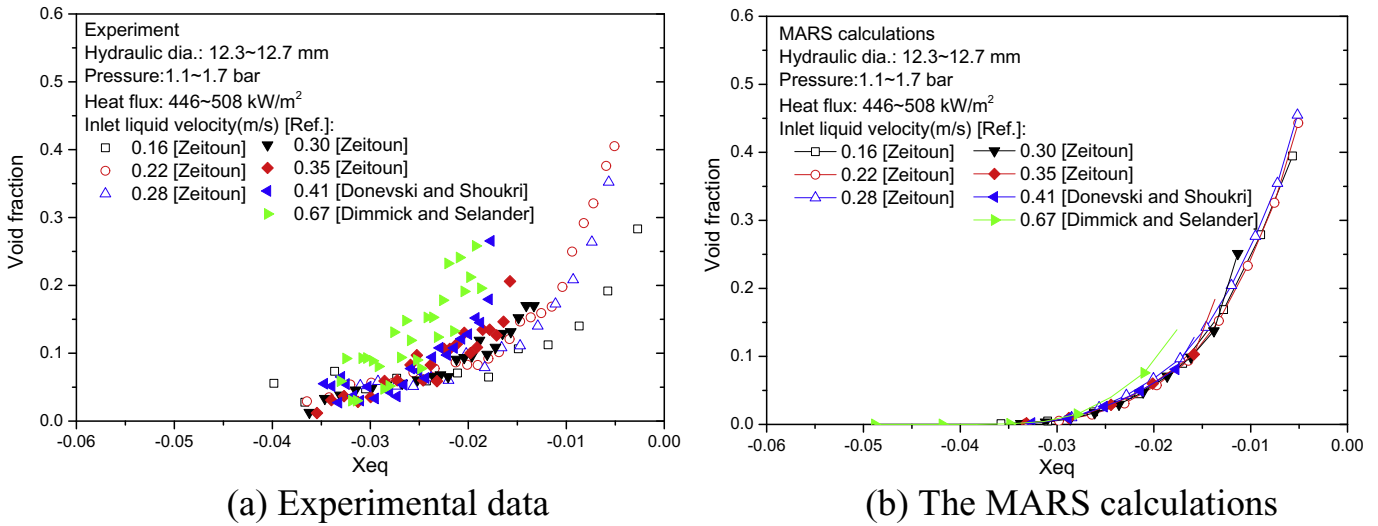 Experiment
Hydraulic dia.: 12.3~12.7 mm
Pressure:1.1~1.7 bar
Heat flux: 446~508 kW/m²
Inlet liquid velocity(m/s) [Ref.]:
0.16 [Zeitoun] 0.30 [Zeitoun]
0.22 [Zeitoun] 0.35 [Zeitoun]
0.28 [Zeitoun] 0.41 [Donevski and Shoukri]
0.67 [Dimmick and Selander]
Void fraction
0.6
0.5
0.4
0.3
0.2
0.1
0.0
-0.06 -0.05 -0.04 -0.03 -0.02 -0.01 0.00
Xeq
(a) Experimental data
MARS calculations
Hydraulic dia.: 12.3~12.7 mm
Pressure:1.1~1.7 bar
Heat flux: 446~508 kW/m²
Inlet liquid velocity(m/s) [Ref.]:
0.16 [Zeitoun] 0.30 [Zeitoun]
0.22 [Zeitoun] 0.35 [Zeitoun]
0.28 [Zeitoun] 0.41 [Donevski and Shoukri]
0.67 [Dimmick and Selander]
Void fraction
0.6
0.5
0.4
0.3
0.2
0.1
0.0
-0.06 -0.05 -0.04 -0.03 -0.02 -0.01 0.00
Xeq
(b) The MARS calculations